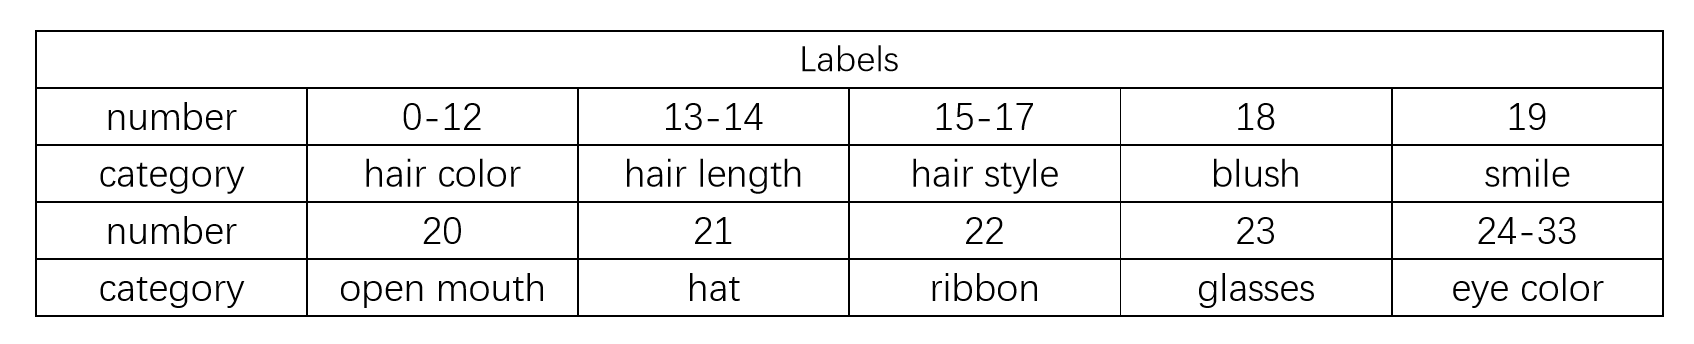 Labels
number 0-12 13-14 15-17 18 19
category hair color hair length hair style blush smile
number 20 21 22 23 24-33
category open mouth hat ribbon glasses eye color